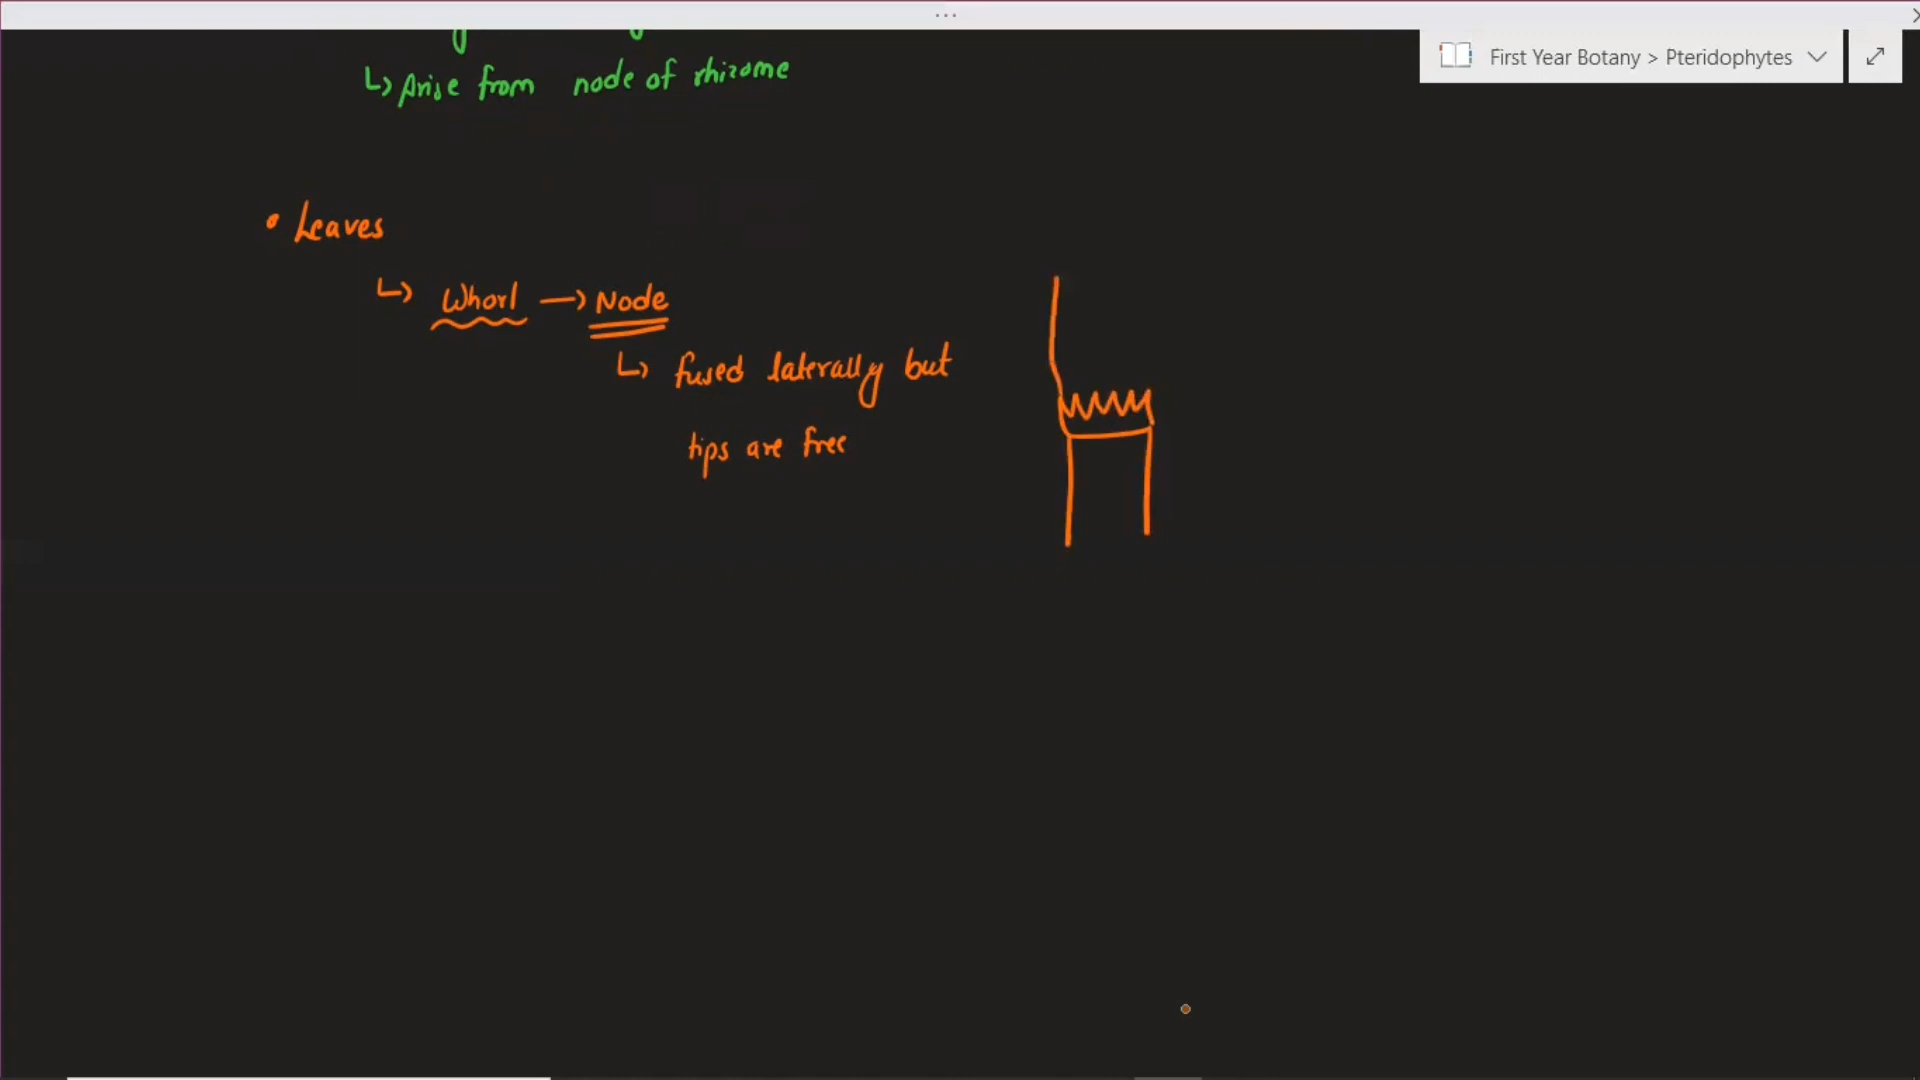 First Year Botany > Pteridophytes
↳ Arise from node of rhizome
• Leaves
↳ Whorl → Node
↳ fused laterally but
tips are free